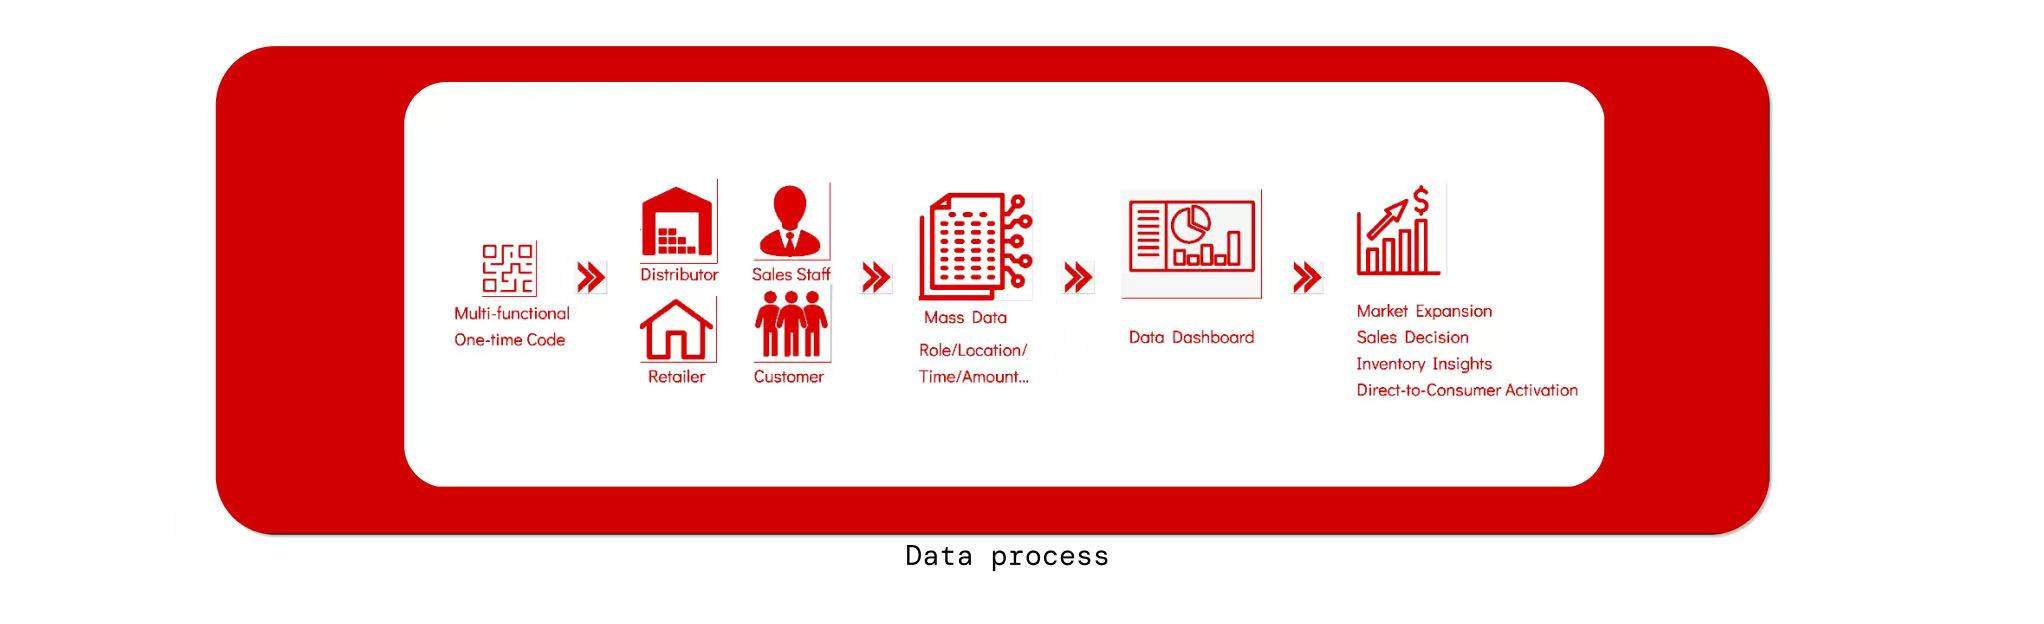 Multi-functional
One-time Code
Distributor
Sales Staff
Retailer
Customer
Mass Data
Role/Location/
Time/Amount...
Data Dashboard
$
Market Expansion
Sales Decision
Inventory Insights
Direct-to-Consumer Activation
Data process